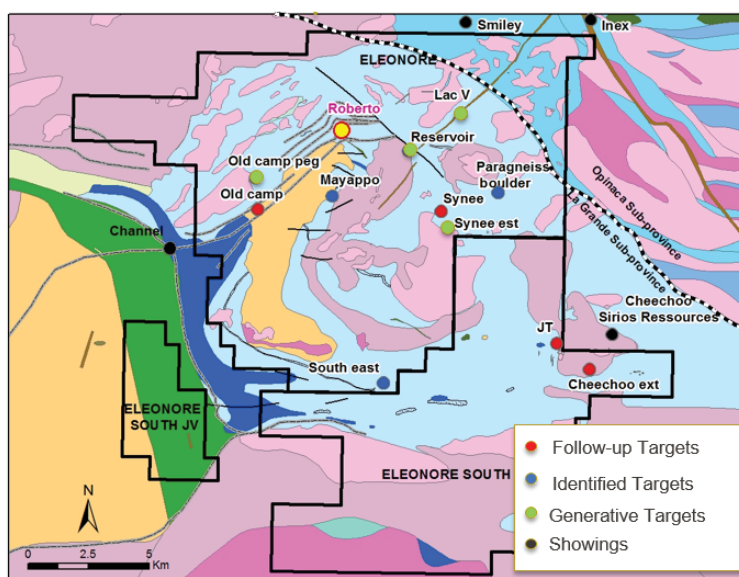 Smiley
Inex
ELEONORE
Lac V
Roberto
Reservoir
Old camp peg
Paragneiss
boulder
Mayappo
Old camp
Synee
Synee est
Opinaca Sub-province
La Grande Sub-province
Channel
Cheechoo
Sirios Ressources
JT
South east
Cheechoo ext
ELEONORE
SOUTH JV
ELEONORE SOUTH
Follow-up Targets
Identified Targets
Generative Targets
Showings
N
0 2.5 5
Km